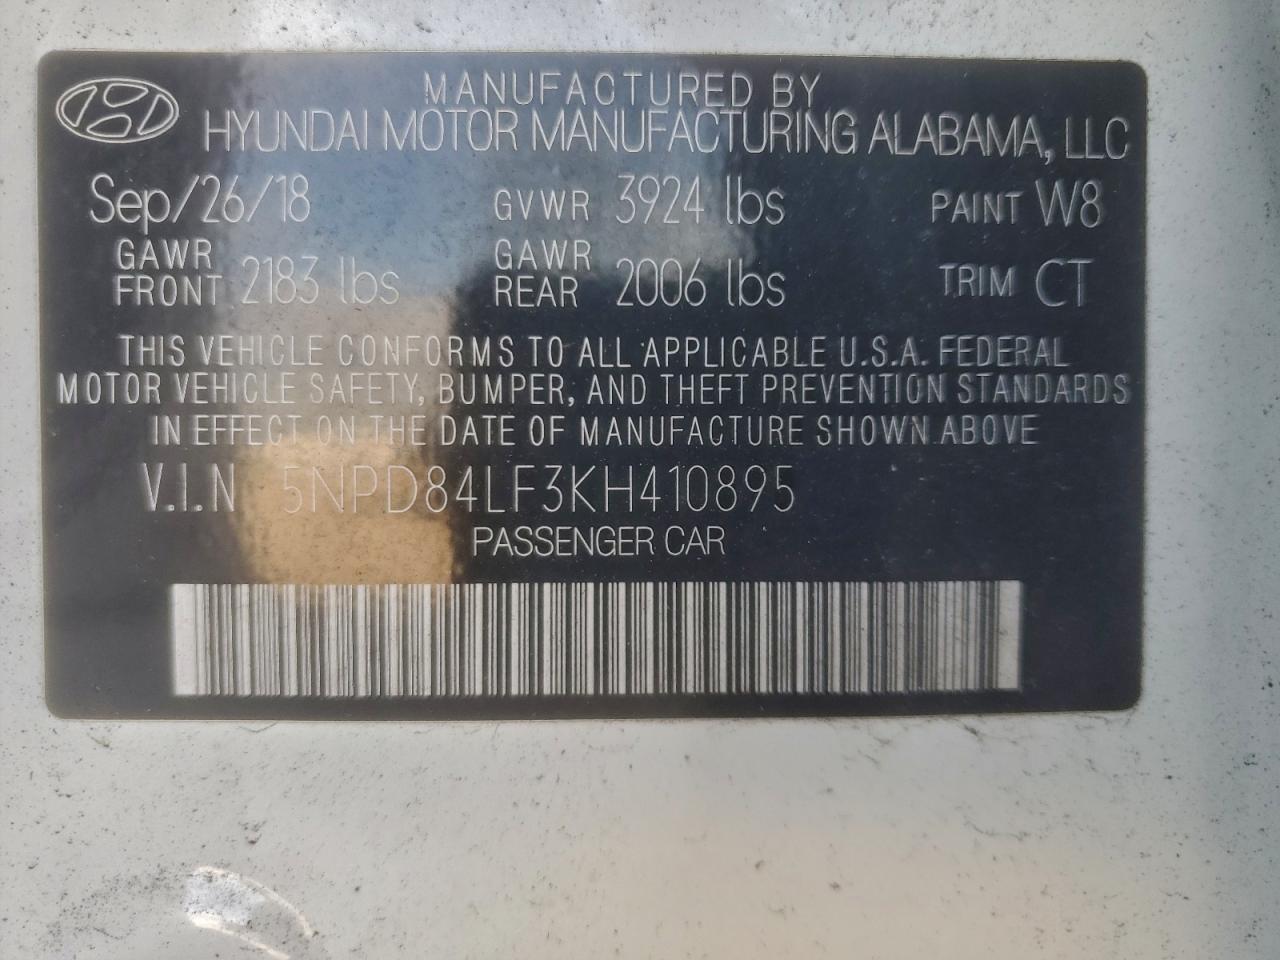 MANUFACTURED BY
HYUNDAI MOTOR MANUFACTURING ALABAMA, LLC
Sep/26/18 GVWR 3924 lbs PAINT W8
GAWR FRONT 2183 lbs GAWR REAR 2006 lbs TRIM CT
THIS VEHICLE CONFORMS TO ALL APPLICABLE U.S.A. FEDERAL
MOTOR VEHICLE SAFETY, BUMPER, AND THEFT PREVENTION STANDARDS
IN EFFECT ON THE DATE OF MANUFACTURE SHOWN ABOVE
V.I.N 5NPD84LF3KH410895
PASSENGER CAR